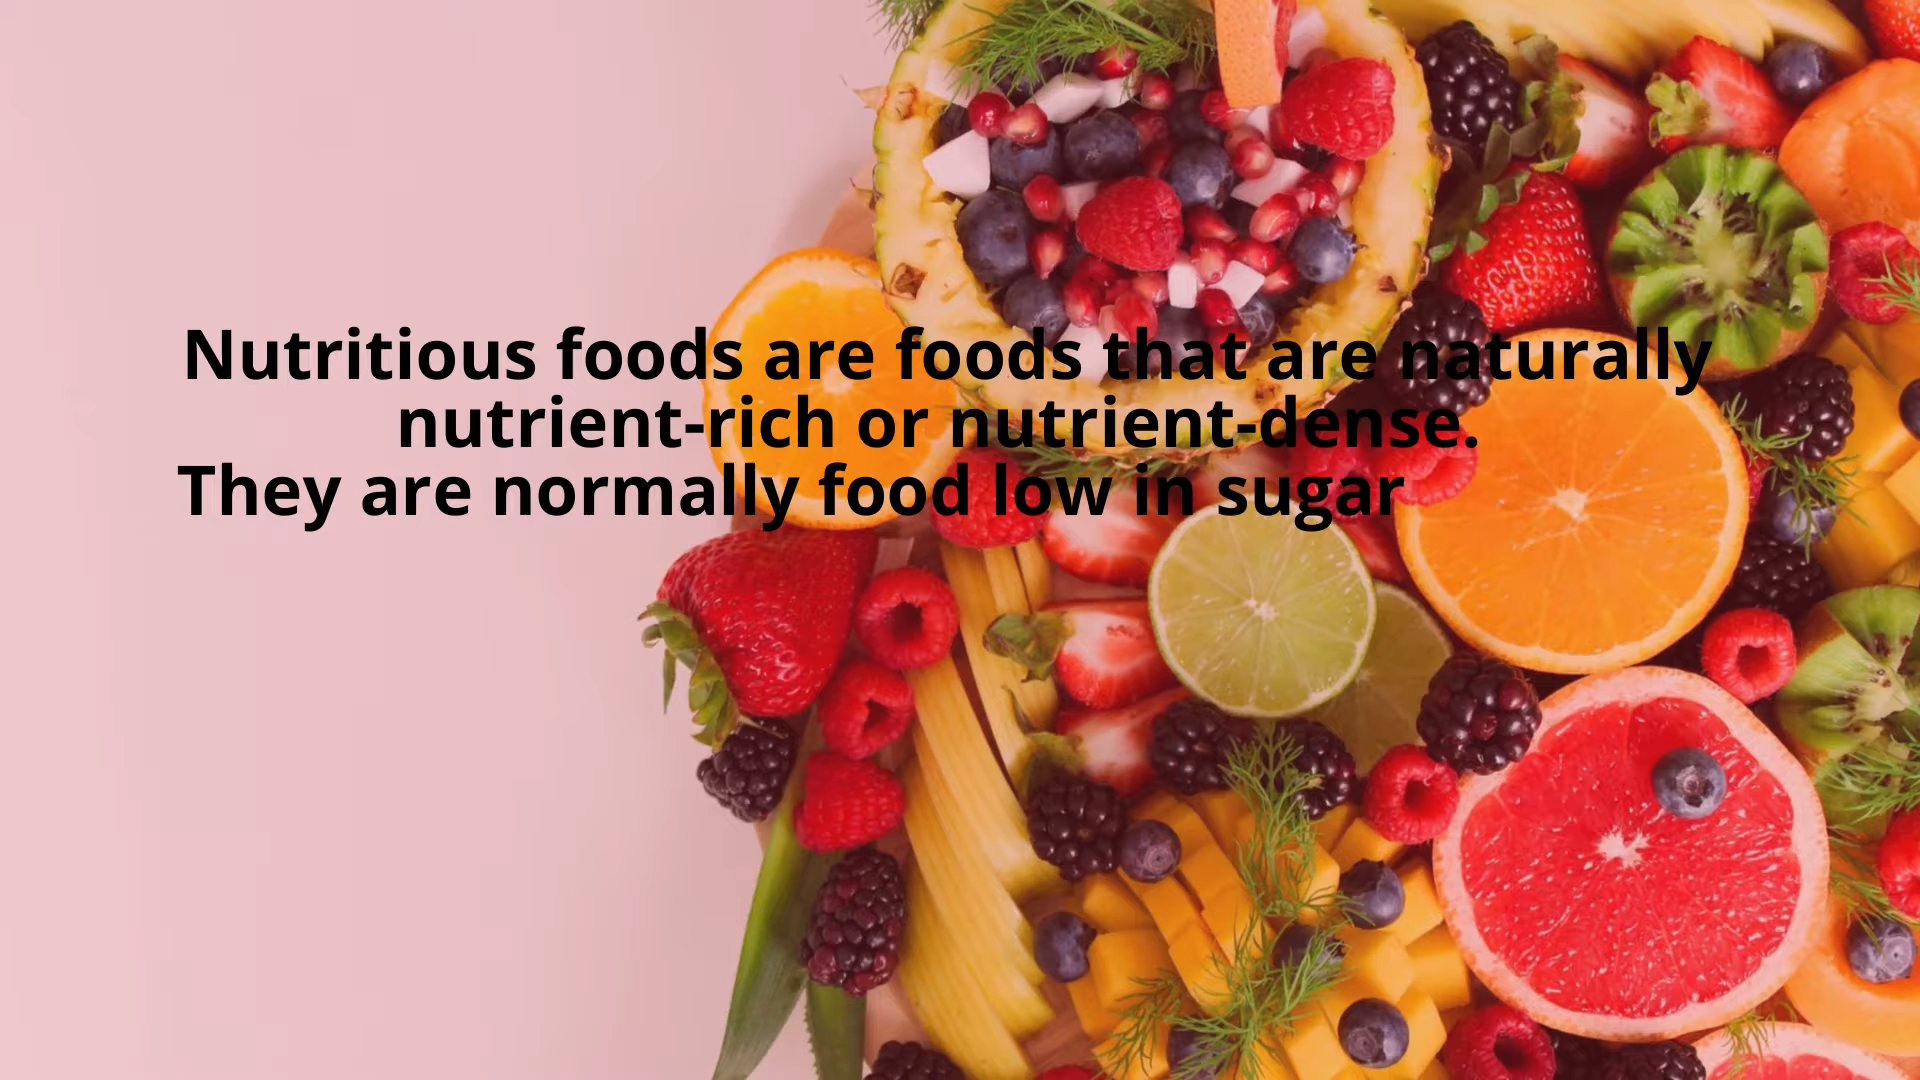 Nutritious foods are foods that are naturally
nutrient-rich or nutrient-dense.
They are normally food low in sugar